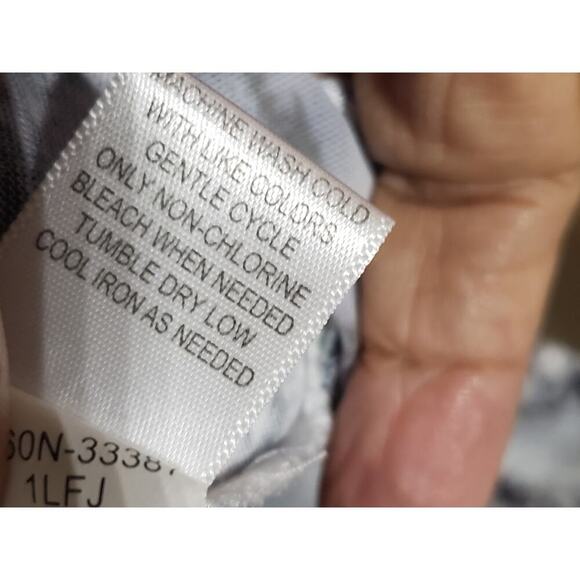 MACHINE WASH COLD
WITH LIKE COLORS
GENTLE CYCLE
ONLY NON-CHLORINE
BLEACH WHEN NEEDED
TUMBLE DRY LOW
COOL IRON AS NEEDED
1LFJ